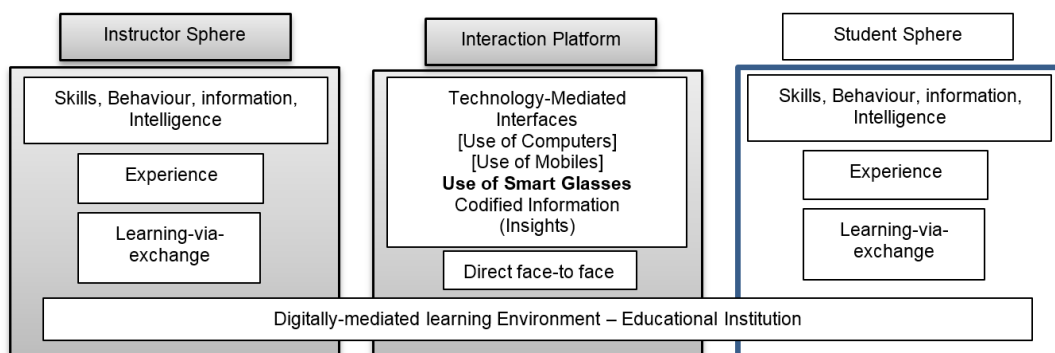 Instructor Sphere
Interaction Platform
Student Sphere
Skills, Behaviour, information,
Intelligence
Experience
Learning-via-
exchange
Technology-Mediated
Interfaces
[Use of Computers]
[Use of Mobiles]
Use of Smart Glasses
Codified Information
(Insights)
Direct face-to face
Skills, Behaviour, information,
Intelligence
Experience
Learning-via-
exchange
Digitally-mediated learning Environment – Educational Institution